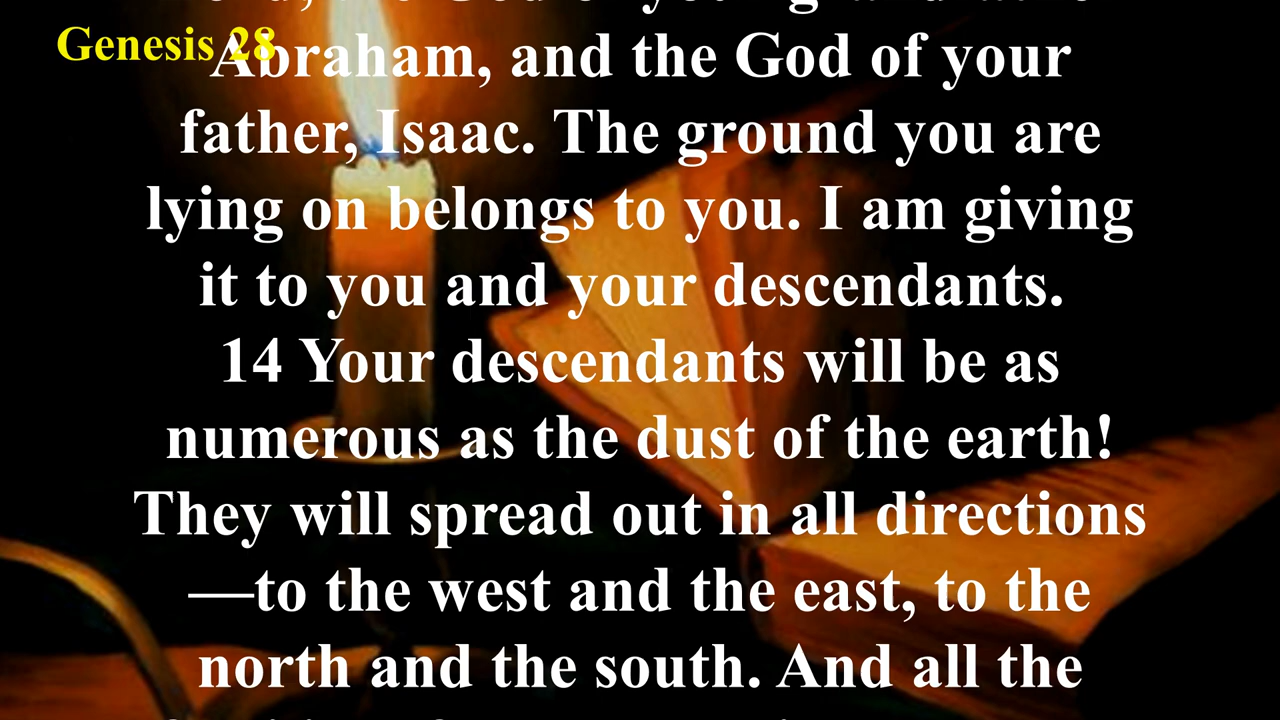 Genesis 28
Abraham, and the God of your
father, Isaac. The ground you are
lying on belongs to you. I am giving
it to you and your descendants.
14 Your descendants will be as
numerous as the dust of the earth!
They will spread out in all directions
—to the west and the east, to the
north and the south. And all the